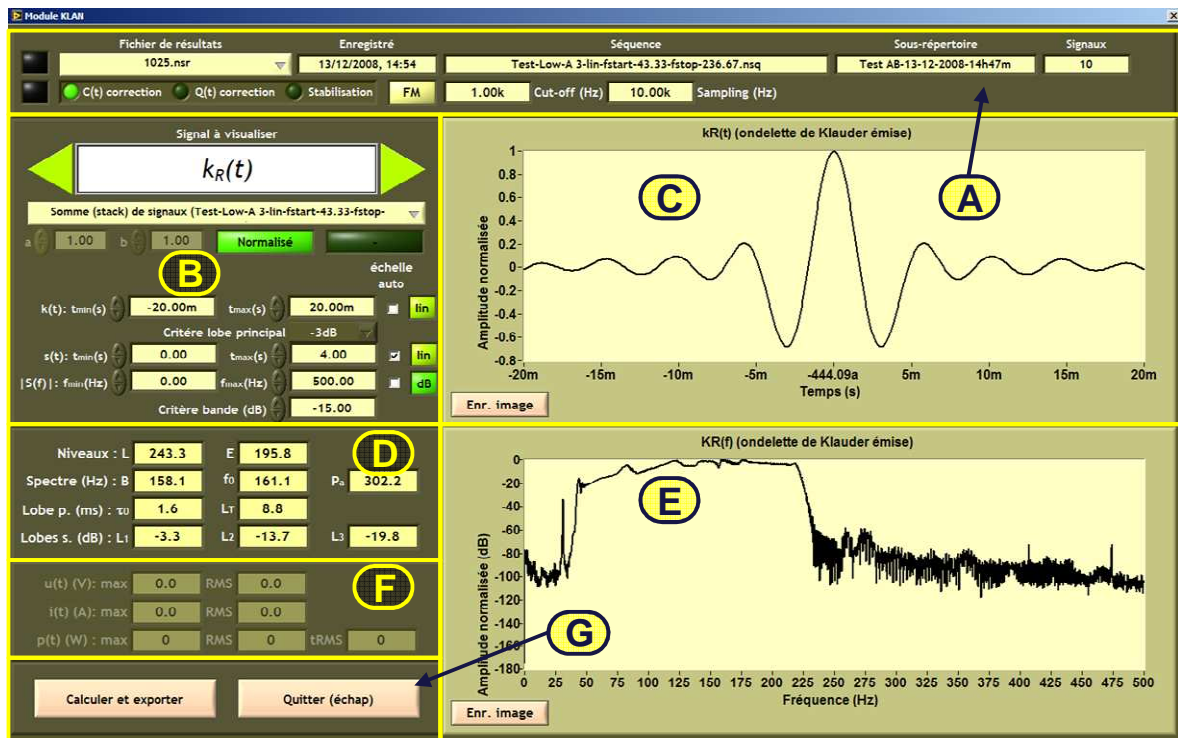 Module KLAN
Fichier de résultats Enregistré Séquence Sous-répertoire Signaux
1025.nsr 13/12/2008, 14:54 Test-Low-A 3-lin-fstart-43.33-fstop-236.67.nsq Test AB-13-12-2008-14h47m 10
C(t) correction Q(t) correction Stabilisation FM 1.00k Cut-off (Hz) 10.00k Sampling (Hz)
A
Signal à visualiser
kR(t)
Somme (stack) de signaux (Test-Low-A 3-lin-fstart-43.33-fstop-
a 1.00 b 1.00 Normalisé -
B
échelle
auto
k(t): tmin(s) -20.00m tmax(s) 20.00m lin
Critére lobe principal -3dB
s(t): tmin(s) 0.00 tmax(s) 4.00 lin
|S(f)|: fmin(Hz) 0.00 fmax(Hz) 500.00 dB
Critère bande (dB) -15.00
kR(t) (ondelette de Klauder émise)
C
Amplitude normalisée
1
0.8
0.6
0.4
0.2
0
-0.2
-0.4
-0.6
-0.8
-20m -15m -10m -5m -444.09a 5m 10m 15m 20m
Temps (s)
Enr. image
D
Niveaux : L 243.3 E 195.8
Spectre (Hz) : B 158.1 f0 161.1 Pa 302.2
Lobe p. (ms) : τ0 1.6 LT 8.8
Lobes s. (dB) : L1 -3.3 L2 -13.7 L3 -19.8
F
u(t) (V): max 0.0 RMS 0.0
i(t) (A): max 0.0 RMS 0.0
p(t) (W) : max 0 RMS 0 tRMS 0
G
Calculer et exporter Quitter (échap)
KR(f) (ondelette de Klauder émise)
E
Amplitude normalisée (dB)
0
-20
-40
-60
-80
-100
-120
-140
-160
-180
0 25 50 75 100 125 150 175 200 225 250 275 300 325 350 375 400 425 450 475 500
Fréquence (Hz)
Enr. image